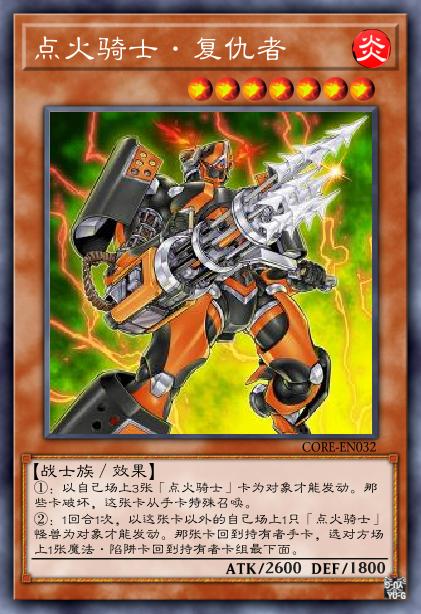 点火骑士·复仇者
炎
CORE-EN032
【战士族/效果】
①：以自己场上3张「点火骑士」卡为对象才能发动。那
些卡破坏，这张卡从手卡特殊召唤。
②：1回合1次，以这张卡以外的自己场上1只「点火骑士」
怪兽为对象才能发动。那张卡回到持有者手卡，选对方场
上1张魔法·陷阱卡回到持有者卡组最下面。
ATK/2600 DEF/1800